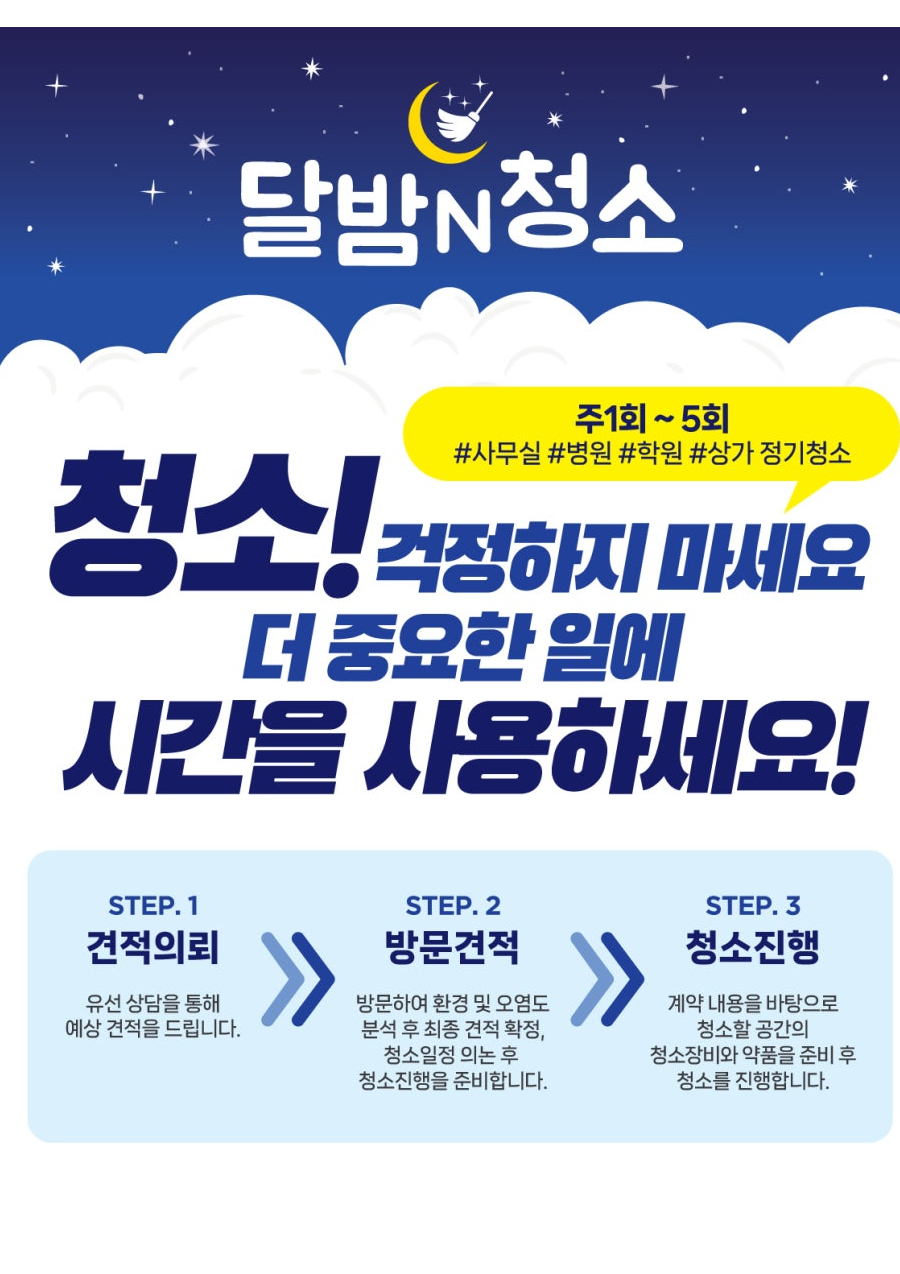 달밤N청소
주1회 ~ 5회
#사무실 #병원 #학원 #상가 정기청소
청소! 걱정하지 마세요
더 중요한 일에
시간을 사용하세요!
STEP. 1
견적의뢰
유선 상담을 통해
예상 견적을 드립니다.
STEP. 2
방문견적
방문하여 환경 및 오염도
분석 후 최종 견적 확정,
청소일정 의논 후
청소진행을 준비합니다.
STEP. 3
청소진행
계약 내용을 바탕으로
청소할 공간의
청소장비와 약품을 준비 후
청소를 진행합니다.